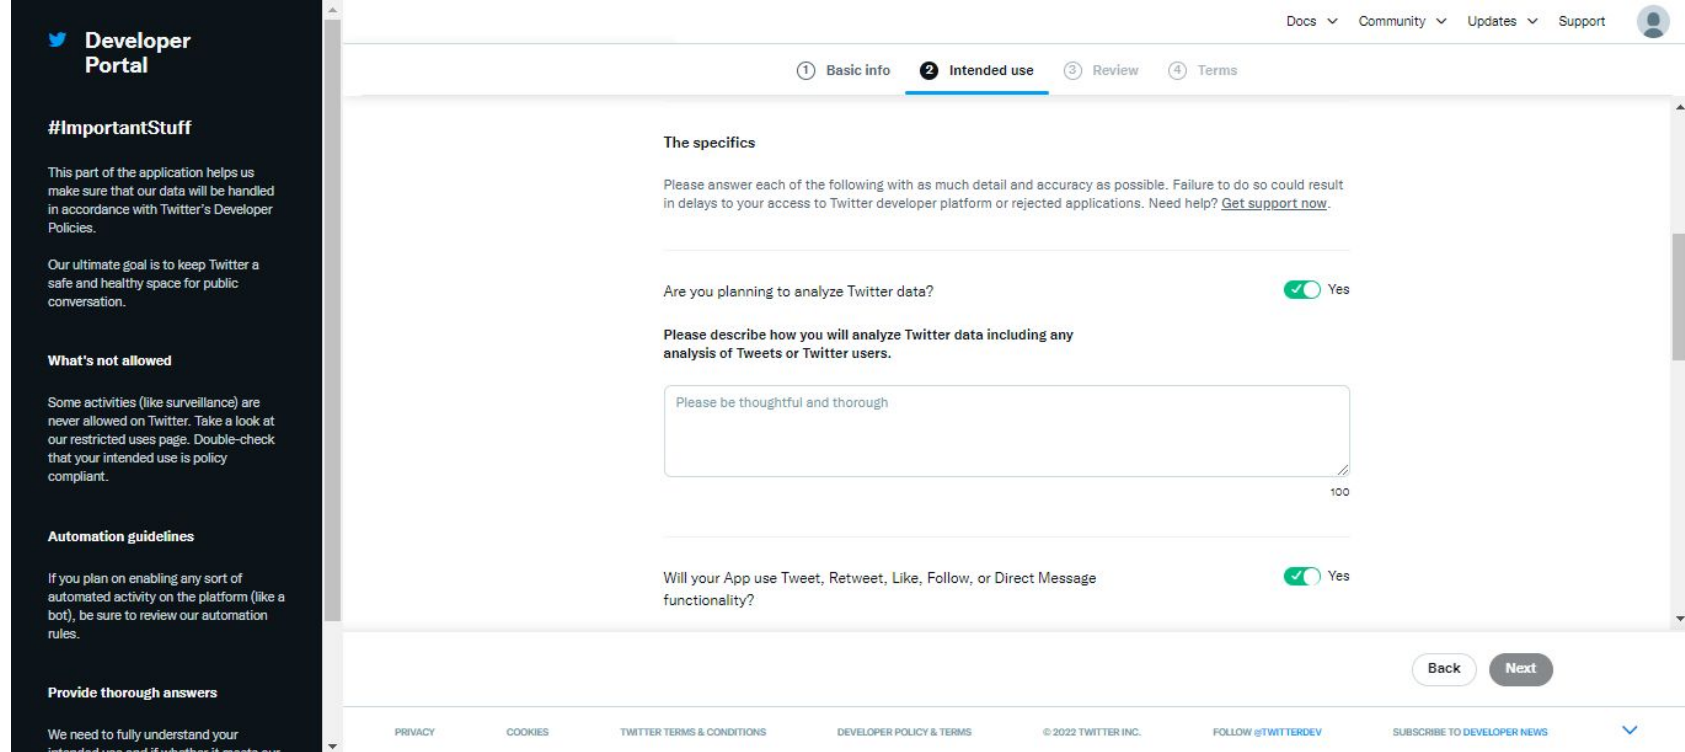 Developer
Portal
#ImportantStuff
This part of the application helps us
make sure that our data will be handled
in accordance with Twitter's Developer
Policies.
Our ultimate goal is to keep Twitter a
safe and healthy space for public
conversation.
What's not allowed
Some activities (like surveillance) are
never allowed on Twitter. Take a look at
our restricted uses page. Double-check
that your intended use is policy
compliant.
Automation guidelines
If you plan on enabling any sort of
automated activity on the platform (like a
bot), be sure to review our automation
rules.
Provide thorough answers
We need to fully understand your
intended use and if whether it meets our
Docs Community Updates Support
1 Basic info 2 Intended use 3 Review 4 Terms
The specifics
Please answer each of the following with as much detail and accuracy as possible. Failure to do so could result
in delays to your access to Twitter developer platform or rejected applications. Need help? Get support now.
Are you planning to analyze Twitter data? Yes
Please describe how you will analyze Twitter data including any
analysis of Tweets or Twitter users.
Please be thoughtful and thorough
100
Will your App use Tweet, Retweet, Like, Follow, or Direct Message Yes
functionality?
Back Next
PRIVACY COOKIES TWITTER TERMS & CONDITIONS DEVELOPER POLICY & TERMS © 2022 TWITTER INC. FOLLOW @TWITTERDEV SUBSCRIBE TO DEVELOPER NEWS